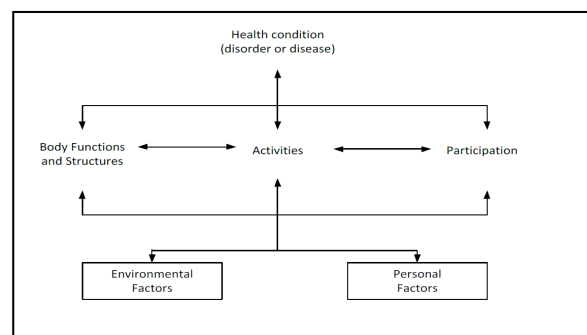 Health condition
(disorder or disease)
Body Functions
and Structures
Activities
Participation
Environmental
Factors
Personal
Factors